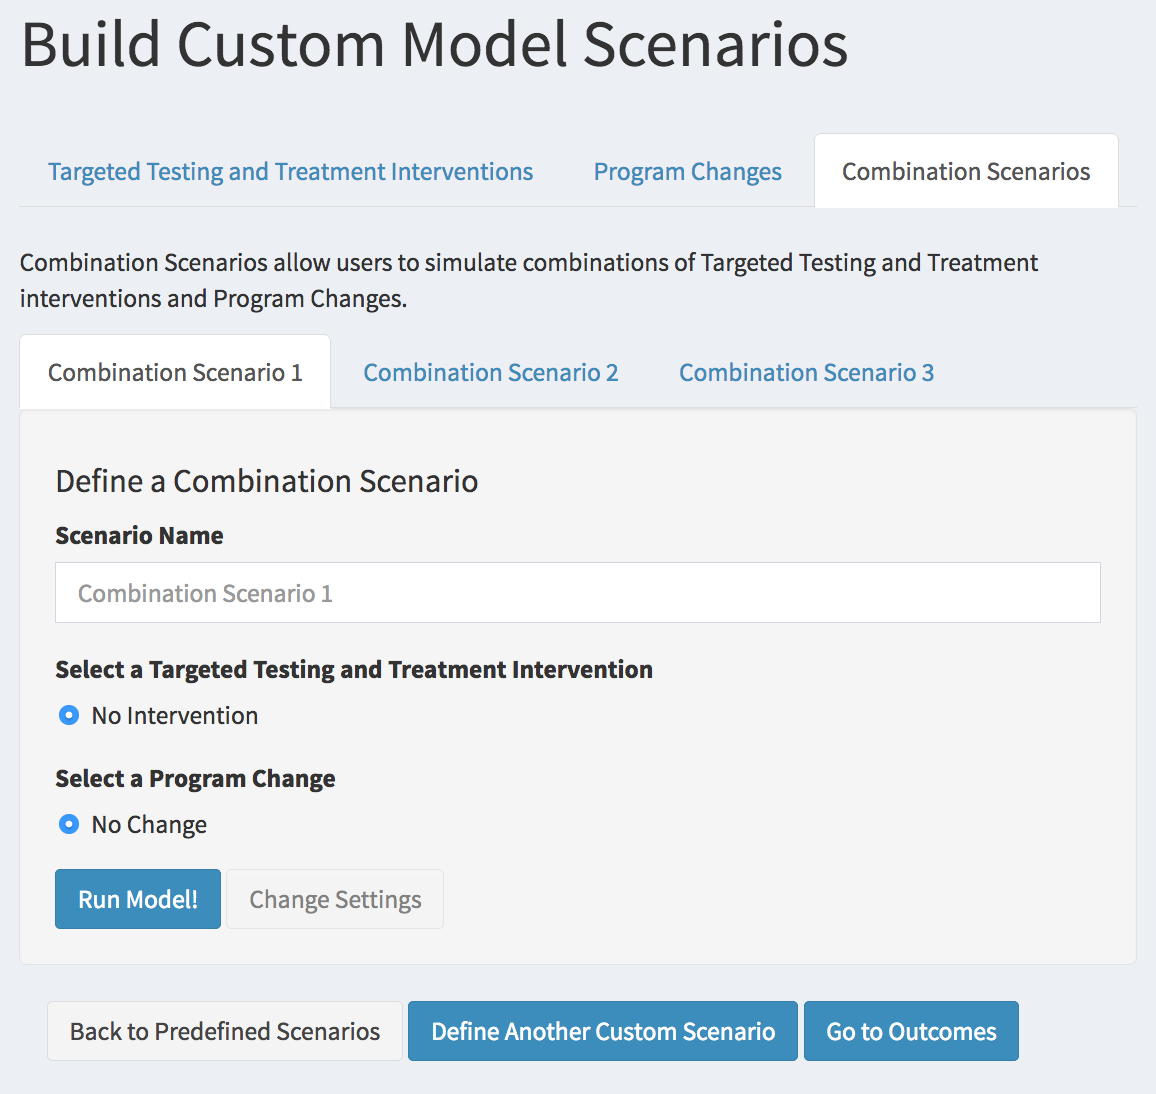 Build Custom Model Scenarios
Targeted Testing and Treatment Interventions
Program Changes
Combination Scenarios
Combination Scenarios allow users to simulate combinations of Targeted Testing and Treatment
interventions and Program Changes.
Combination Scenario 1
Combination Scenario 2
Combination Scenario 3
Define a Combination Scenario
Scenario Name
Combination Scenario 1
Select a Targeted Testing and Treatment Intervention
No Intervention
Select a Program Change
No Change
Run Model!
Change Settings
Back to Predefined Scenarios
Define Another Custom Scenario
Go to Outcomes